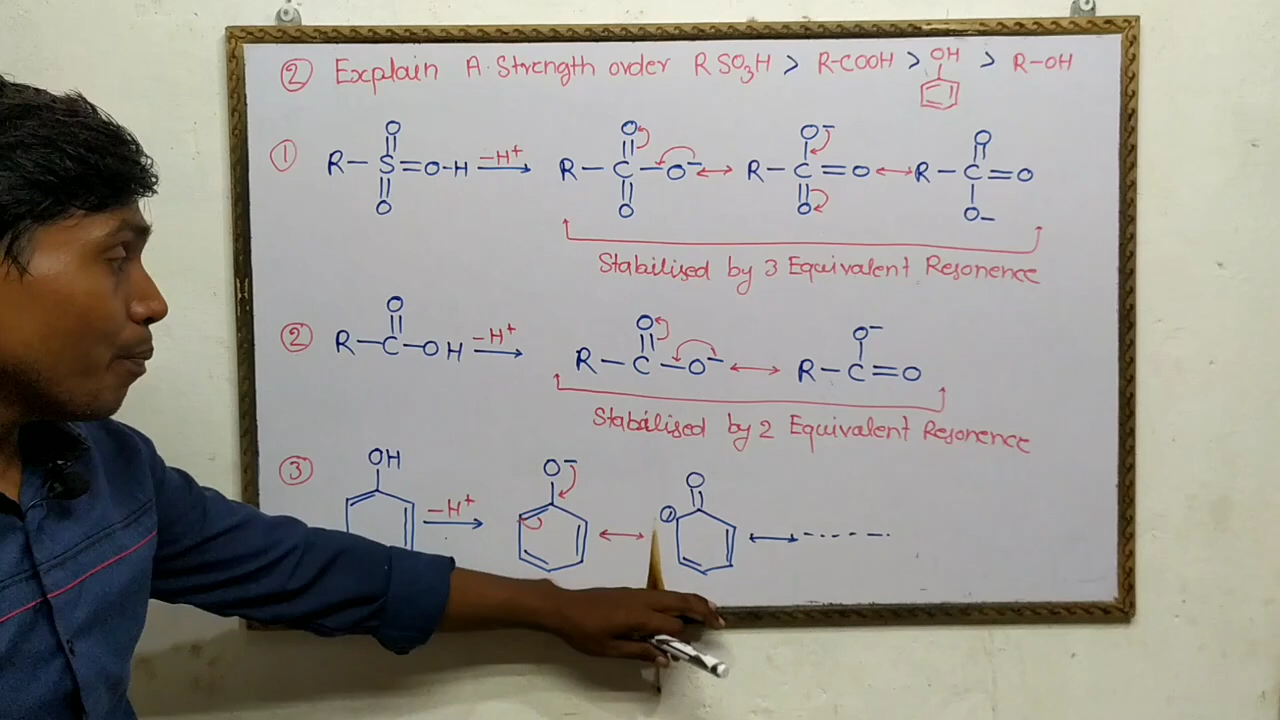 ② Explain A. Strength order RSO₃H > R-COOH > OH > R-OH
① R-S=O-H -H⁺ R-C-O⁻ ↔ R-C=O ↔ R-C=O
O O O O⁻ O O O O O⁻
Stabilised by 3 Equivalent Resonence
② R-C-OH -H⁺ R-C-O⁻ ↔ R-C=O
O O O⁻
Stabilised by 2 Equivalent Resonence
③ OH -H⁺ O⁻ ↔ O ⊖ ↔ ------